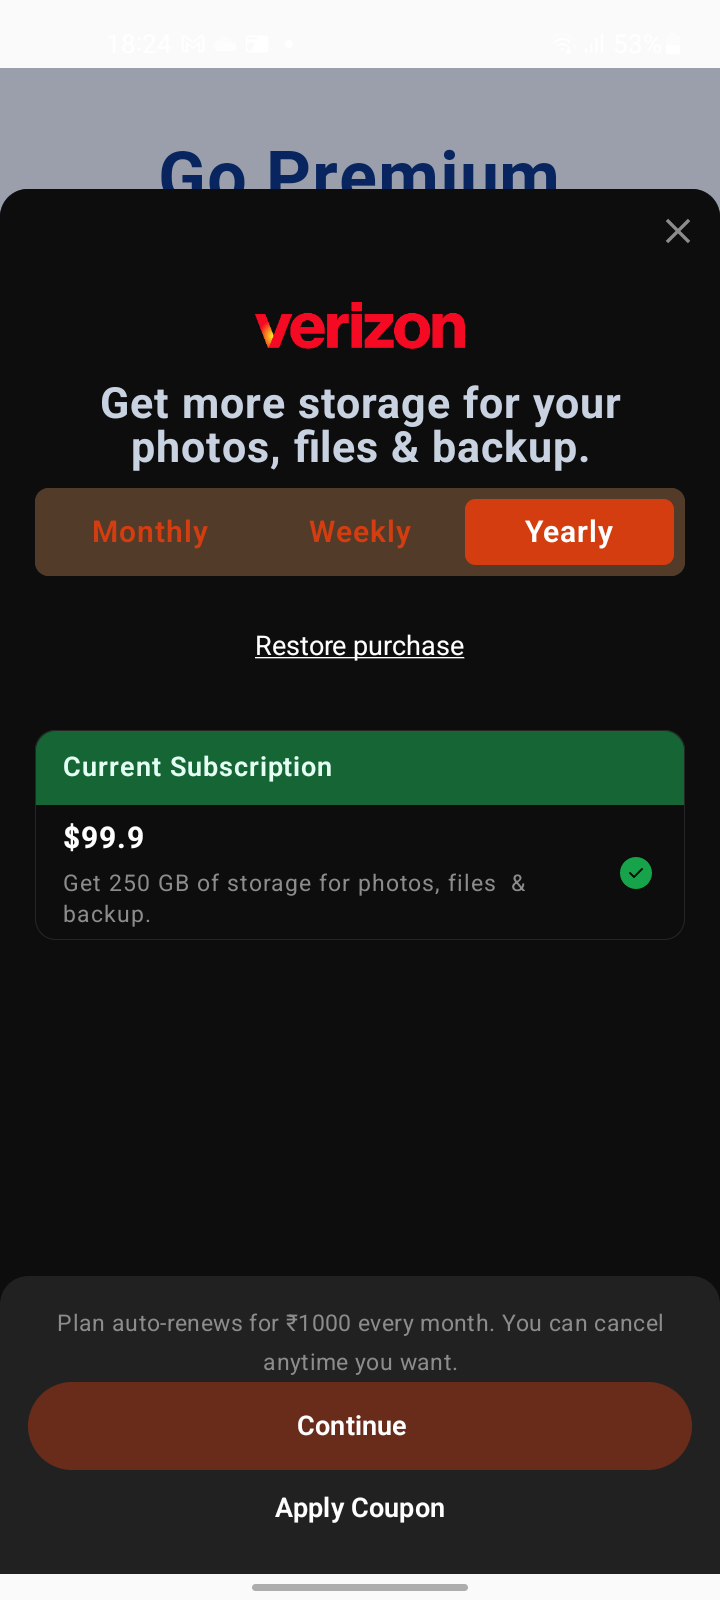 18:24
53%
Go Premium
verizon
Get more storage for your
photos, files & backup.
Monthly Weekly Yearly
Restore purchase
Current Subscription
$99.9
Get 250 GB of storage for photos, files  &
backup.
Plan auto-renews for ₹1000 every month. You can cancel
anytime you want.
Continue
Apply Coupon